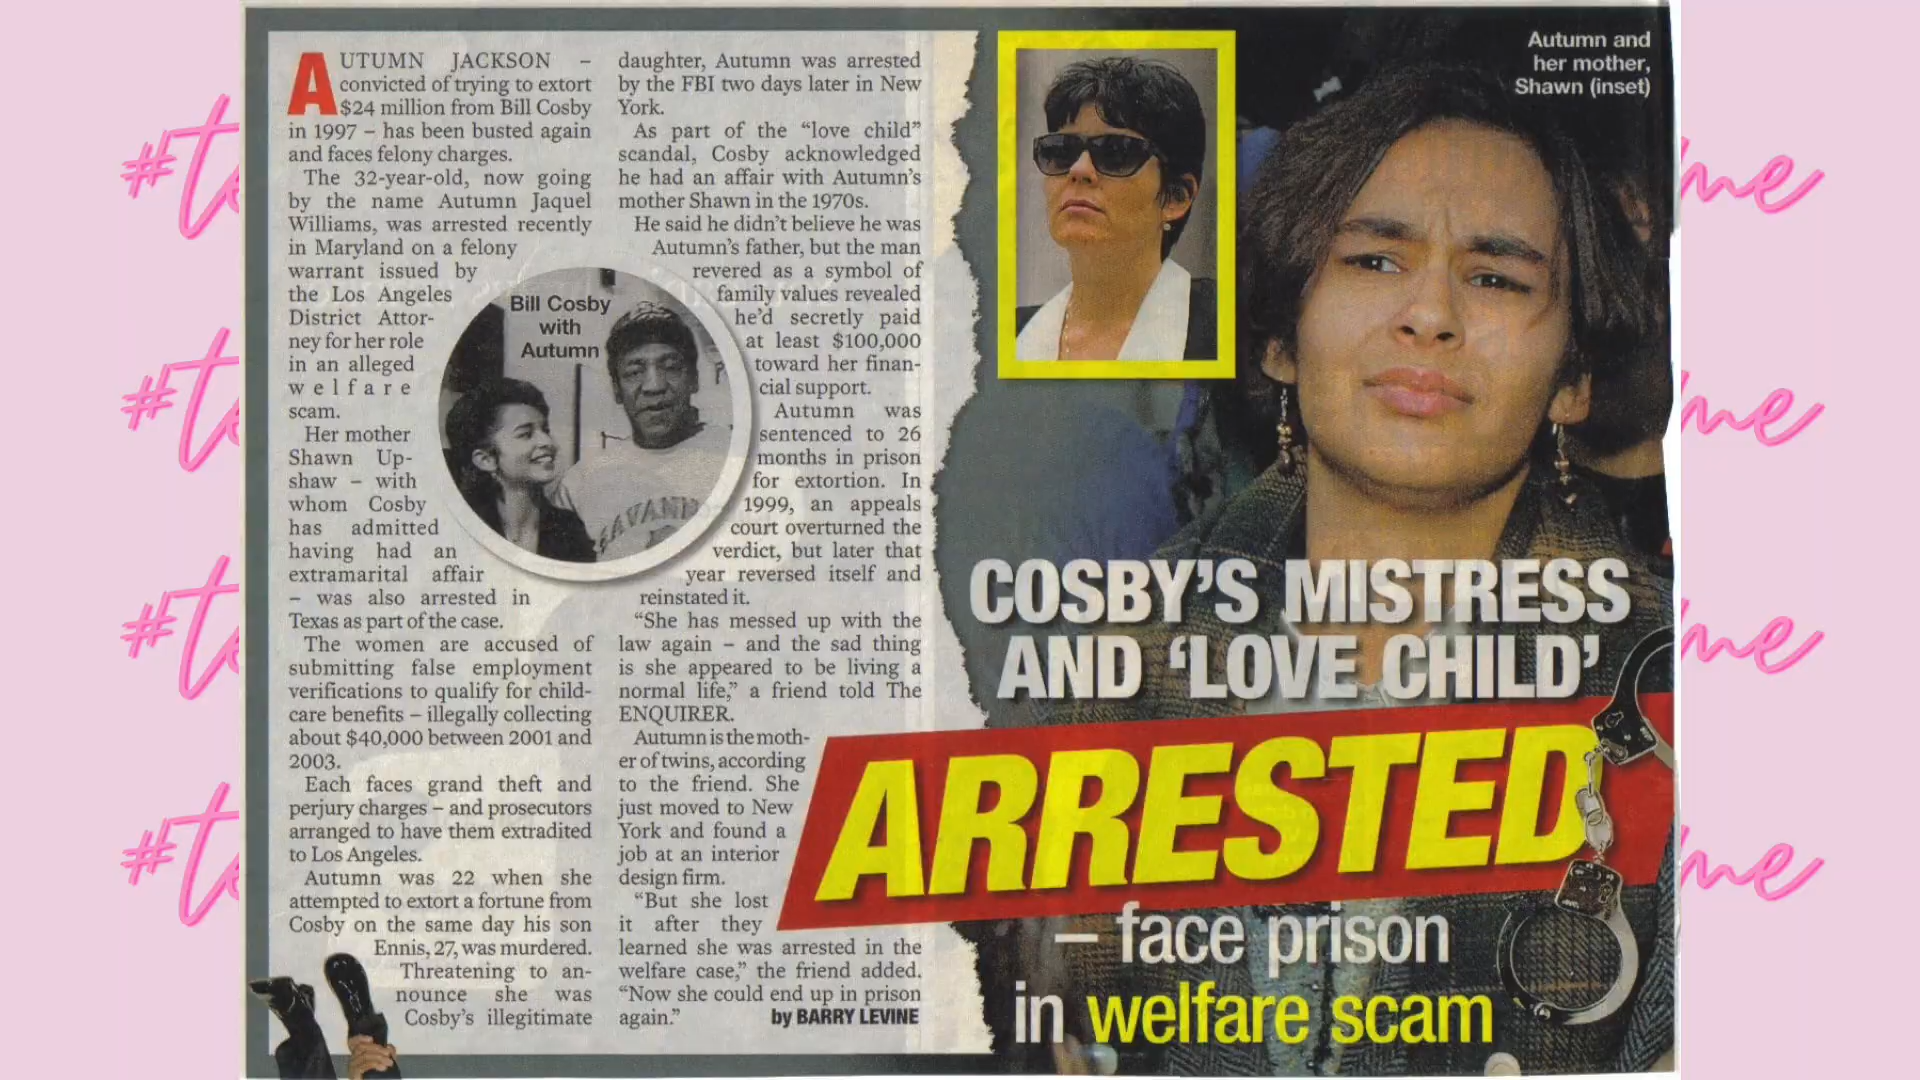 AUTUMN JACKSON –
convicted of trying to extort
$24 million from Bill Cosby
in 1997 – has been busted again
and faces felony charges.
The 32-year-old, now going
by the name Autumn Jaquel
Williams, was arrested recently
in Maryland on a felony
warrant issued by
the Los Angeles
District Attor-
ney for her role
in an alleged
welfare
scam.
Her mother
Shawn Up-
shaw – with
whom Cosby
has admitted
having had an
extramarital affair
– was also arrested in
Texas as part of the case.
The women are accused of
submitting false employment
verifications to qualify for child-
care benefits – illegally collecting
about $40,000 between 2001 and
2003.
Each faces grand theft and
perjury charges – and prosecutors
arranged to have them extradited
to Los Angeles.
Autumn was 22 when she
attempted to extort a fortune from
Cosby on the same day his son
Ennis, 27, was murdered.
Threatening to an-
nounce she was
Cosby's illegitimate
daughter, Autumn was arrested
by the FBI two days later in New
York.
As part of the “love child”
scandal, Cosby acknowledged
he had an affair with Autumn's
mother Shawn in the 1970s.
He said he didn't believe he was
Autumn's father, but the man
revered as a symbol of
family values revealed
he'd secretly paid
at least $100,000
toward her finan-
cial support.
Autumn was
sentenced to 26
months in prison
for extortion. In
1999, an appeals
court overturned the
verdict, but later that
year reversed itself and
reinstated it.
“She has messed up with the
law again – and the sad thing
is she appeared to be living a
normal life,” a friend told The
ENQUIRER.
Autumn is the moth-
er of twins, according
to the friend. She
just moved to New
York and found a
job at an interior
design firm.
“But she lost
it after they
learned she was arrested in the
welfare case,” the friend added.
“Now she could end up in prison
again.”
by BARRY LEVINE
Bill Cosby
with
Autumn
Autumn and
her mother,
Shawn (inset)
COSBY'S MISTRESS
AND ‘LOVE CHILD’
ARRESTED
– face prison
in welfare scam